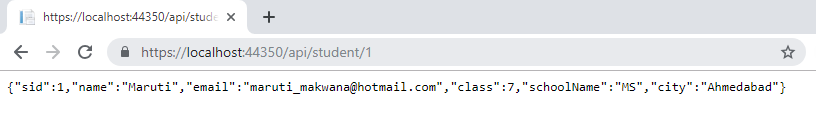 https://localhost:44350/api/stude
https://localhost:44350/api/student/1
{"sid":1,"name":"Maruti","email":"maruti_makwana@hotmail.com","class":7,"schoolName":"MS","city":"Ahmedabad"}